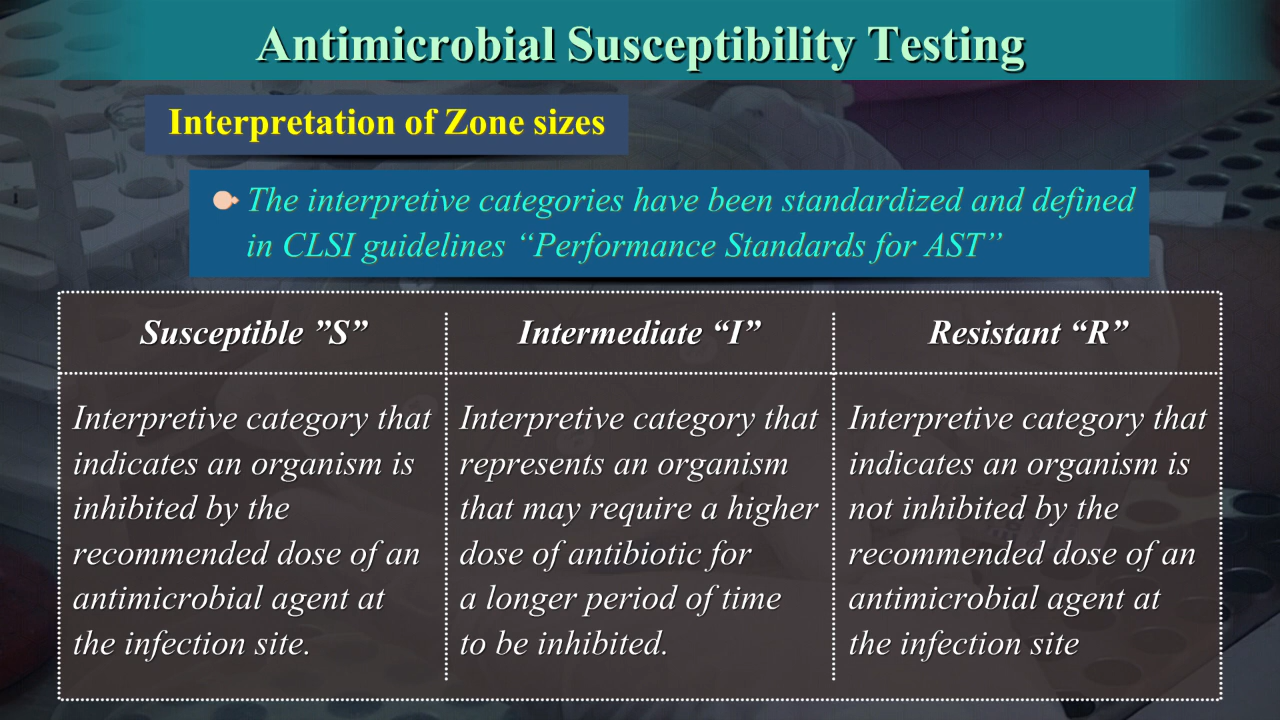 Antimicrobial Susceptibility Testing
Interpretation of Zone sizes
The interpretive categories have been standardized and defined
in CLSI guidelines “Performance Standards for AST”
Susceptible ”S”
Intermediate “I”
Resistant “R”
Interpretive category that
indicates an organism is
inhibited by the
recommended dose of an
antimicrobial agent at
the infection site.
Interpretive category that
represents an organism
that may require a higher
dose of antibiotic for
a longer period of time
to be inhibited.
Interpretive category that
indicates an organism is
not inhibited by the
recommended dose of an
antimicrobial agent at
the infection site